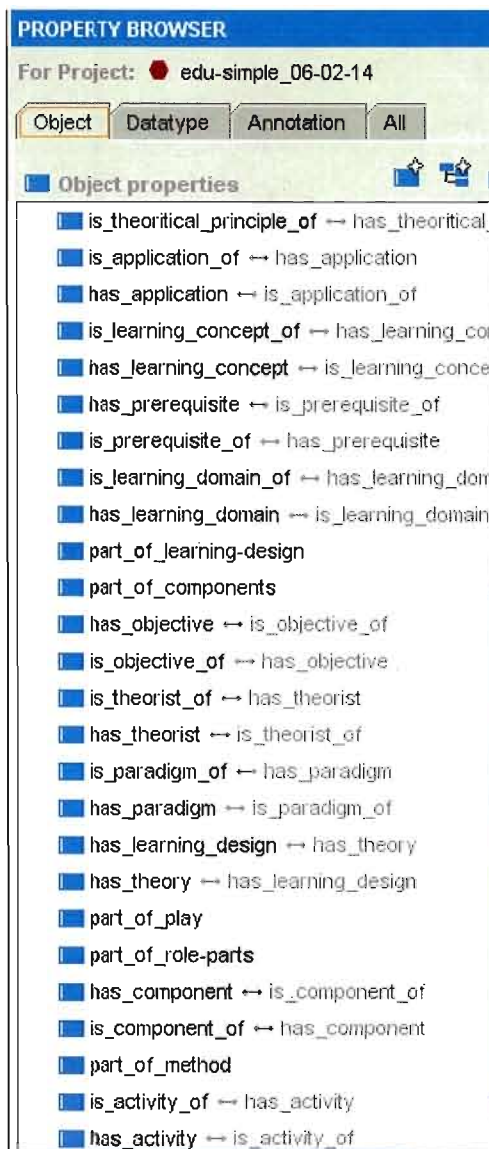 PROPERTY BROWSER
For Project: edu-simple_06-02-14
Object Datatype Annotation All
Object properties
is_theoritical_principle_of ↔ has_theoritical_
is_application_of ↔ has_application
has_application ↔ is_application_of
is_learning_concept_of ↔ has_learning_co
has_learning_concept ↔ is_learning_conce
has_prerequisite ↔ is_prerequisite_of
is_prerequisite_of ↔ has_prerequisite
is_learning_domain_of ↔ has_learning_dom
has_learning_domain ↔ is_learning_domain
part_of_learning-design
part_of_components
has_objective ↔ is_objective_of
is_objective_of ↔ has_objective
is_theorist_of ↔ has_theorist
has_theorist ↔ is_theorist_of
is_paradigm_of ↔ has_paradigm
has_paradigm ↔ is_paradigm_of
has_learning_design ↔ has_theory
has_theory ↔ has_learning_design
part_of_play
part_of_role-parts
has_component ↔ is_component_of
is_component_of ↔ has_component
part_of_method
is_activity_of ↔ has_activity
has_activity ↔ is_activity_of